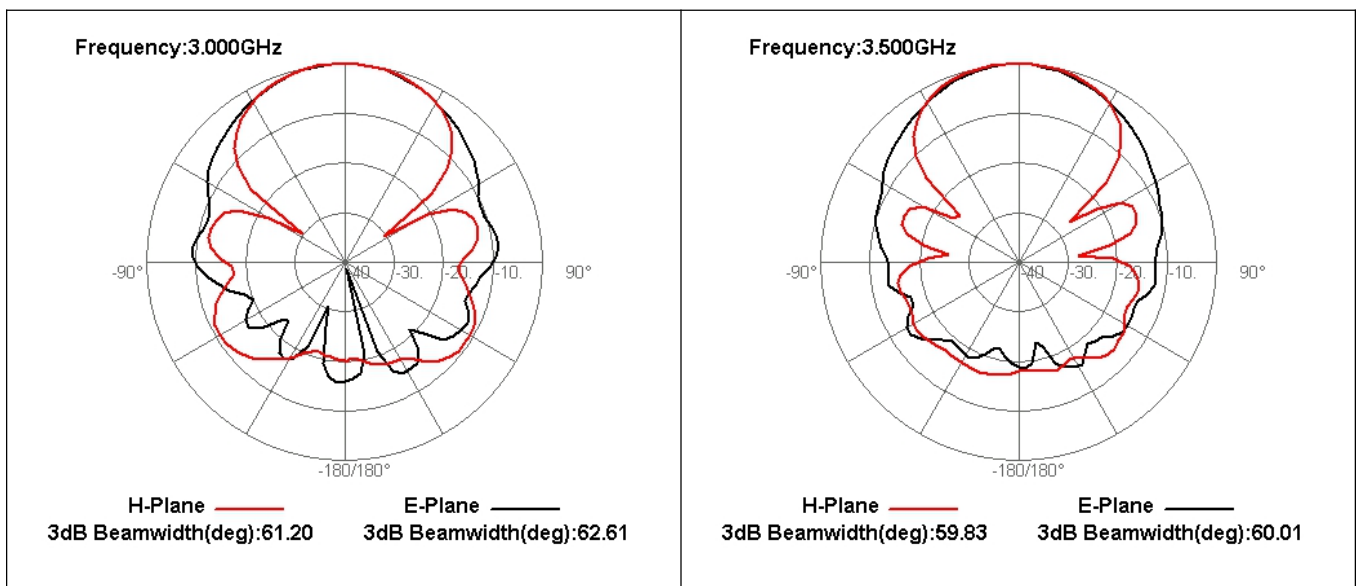 Frequency:3.000GHz
-90° -40 -30. -20. -10. 90°
-180/180°
H-Plane E-Plane
3dB Beamwidth(deg):61.20 3dB Beamwidth(deg):62.61
Frequency:3.500GHz
-90° -40 -30. -20. -10. 90°
-180/180°
H-Plane E-Plane
3dB Beamwidth(deg):59.83 3dB Beamwidth(deg):60.01